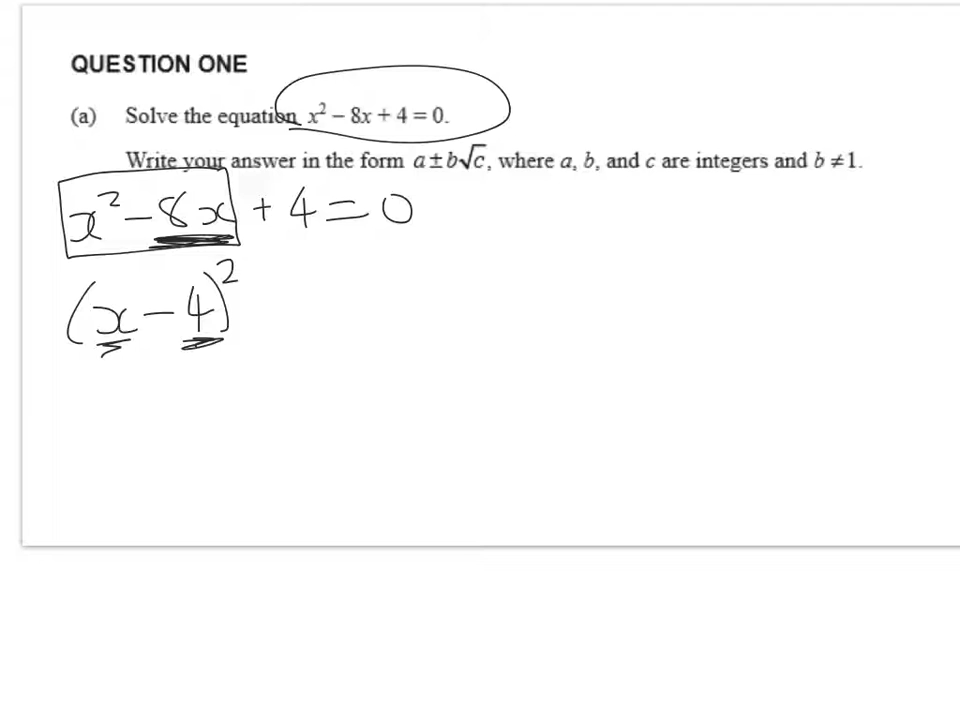 QUESTION ONE
(a) Solve the equation x² – 8x + 4 = 0.
Write your answer in the form a ± b√c, where a, b, and c are integers and b ≠ 1.
x² – 8x + 4 = 0
(x – 4)²